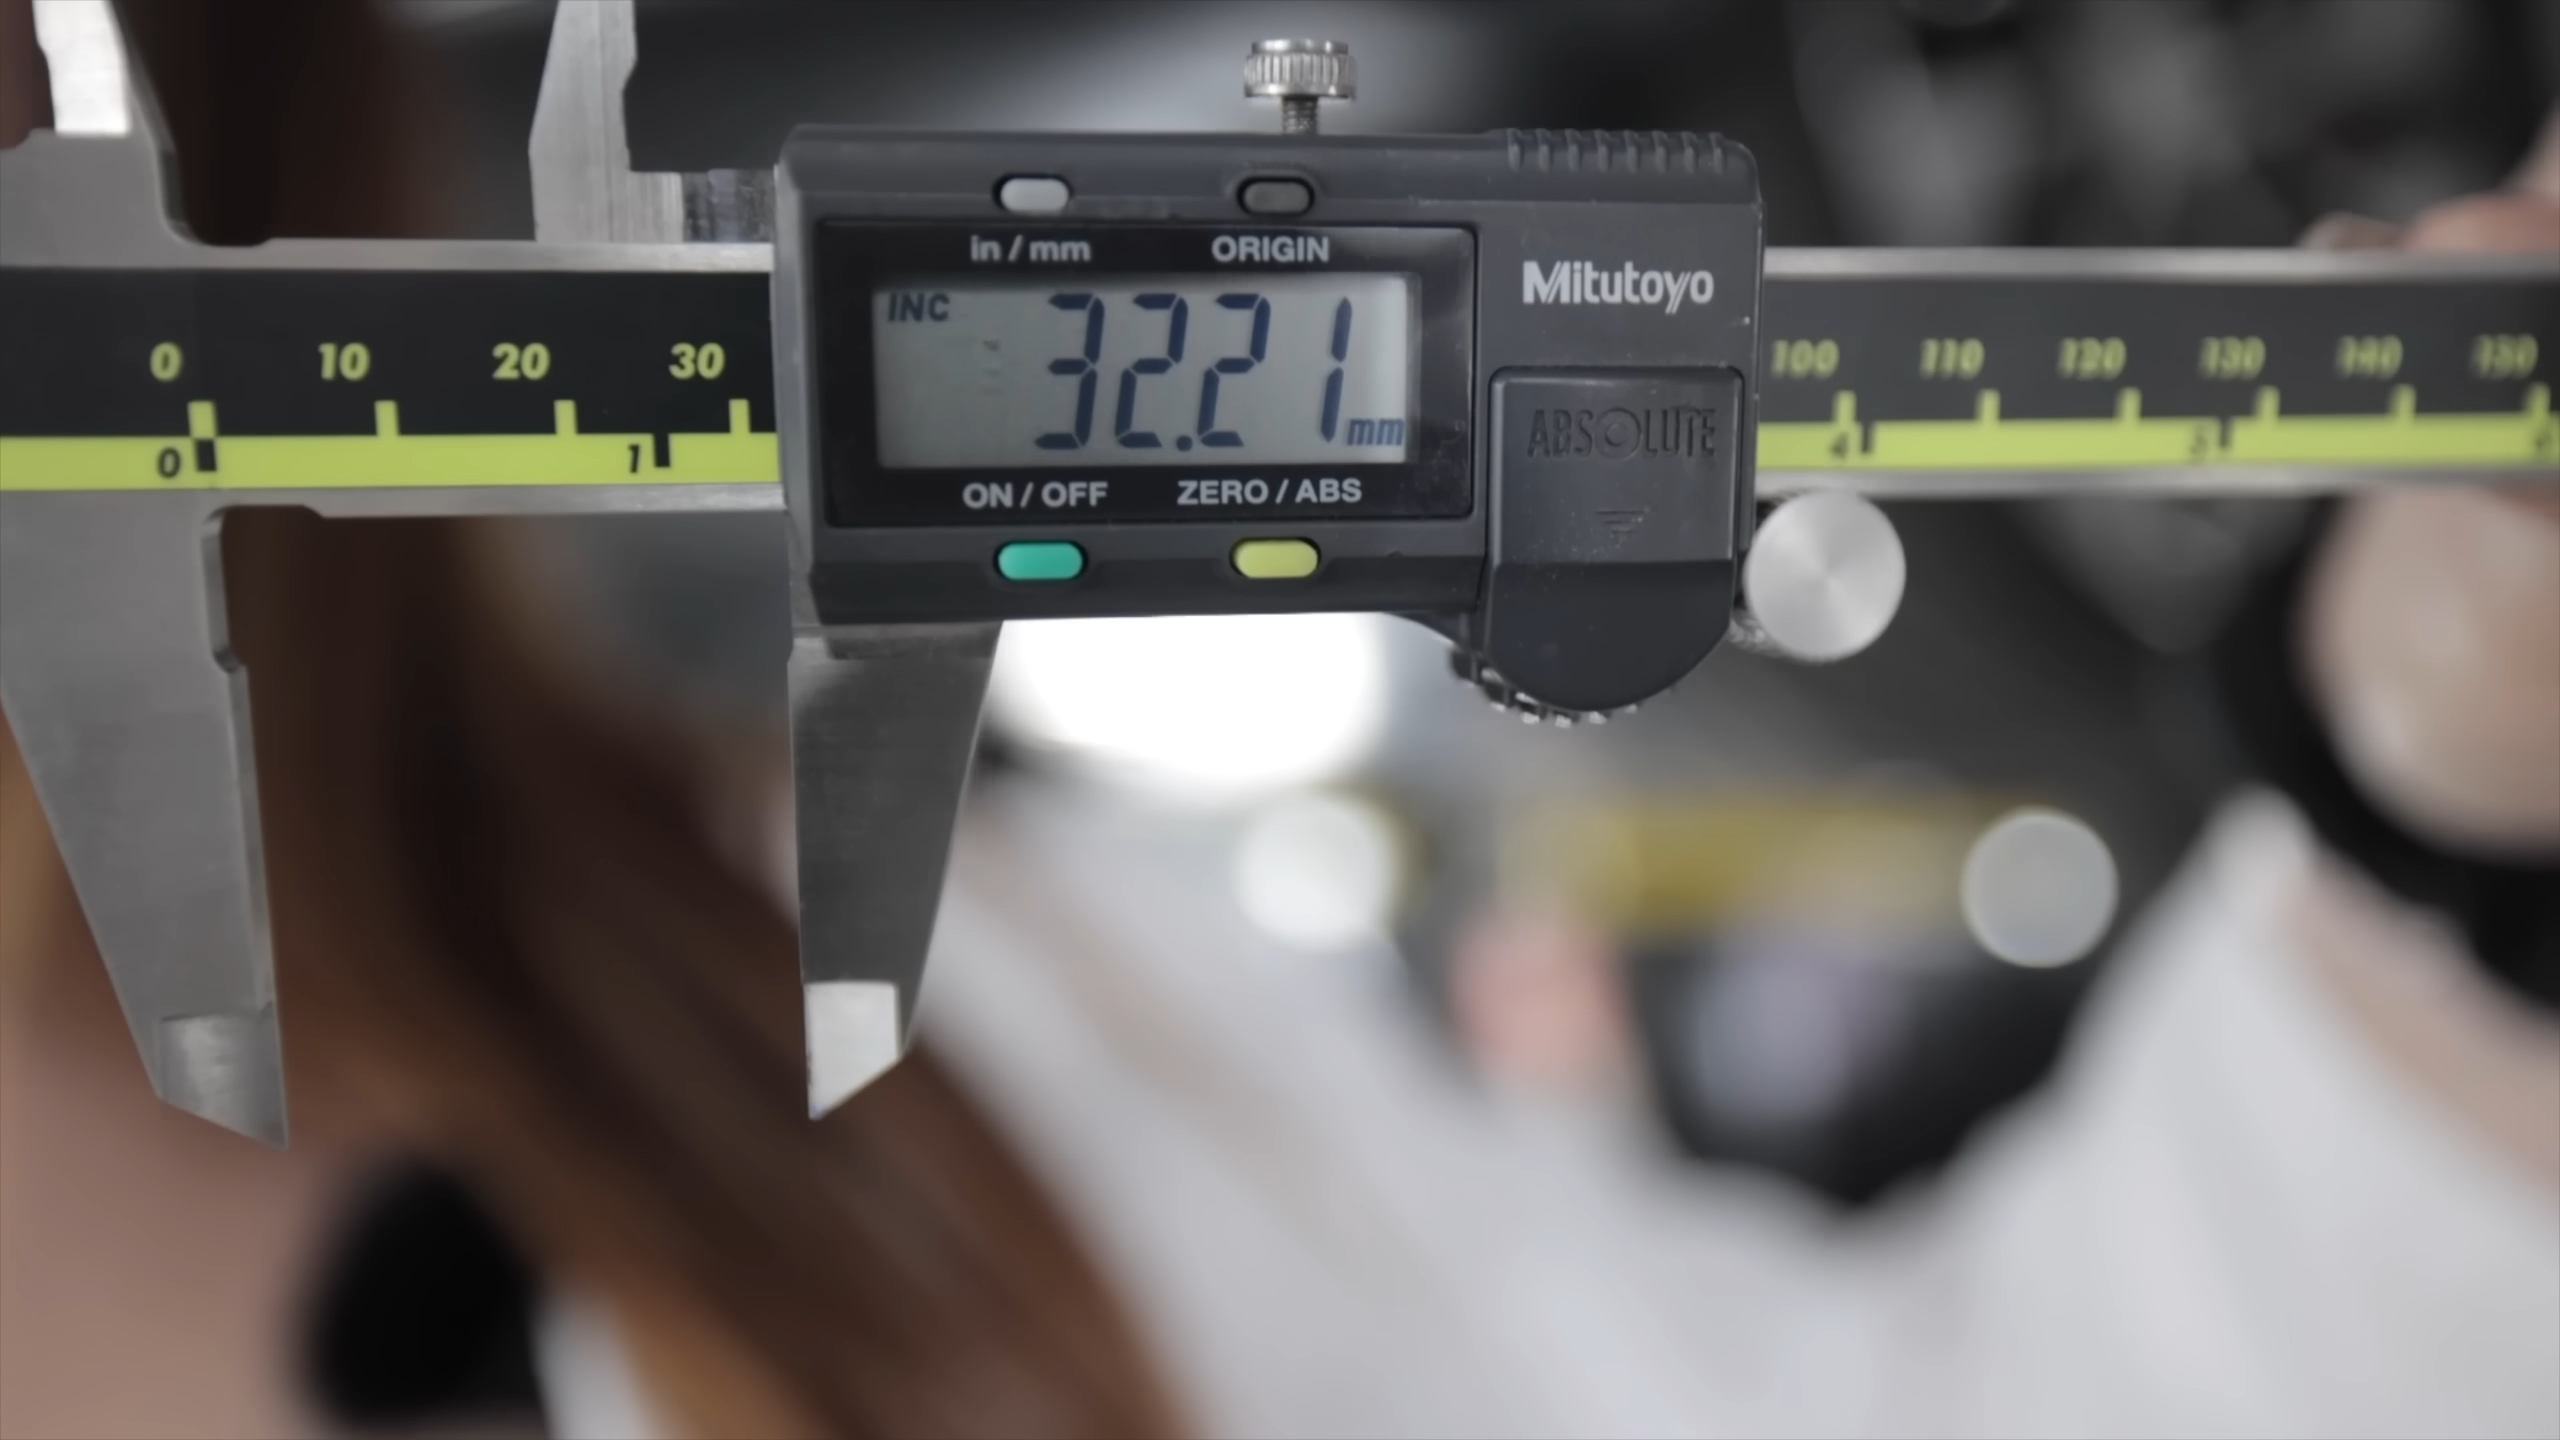 in / mm ORIGIN
Mitutoyo
INC 32.21 mm
0 10 20 30
100 110 120 130 140 150
0 1
4 5
ABSOLUTE
ON / OFF ZERO / ABS